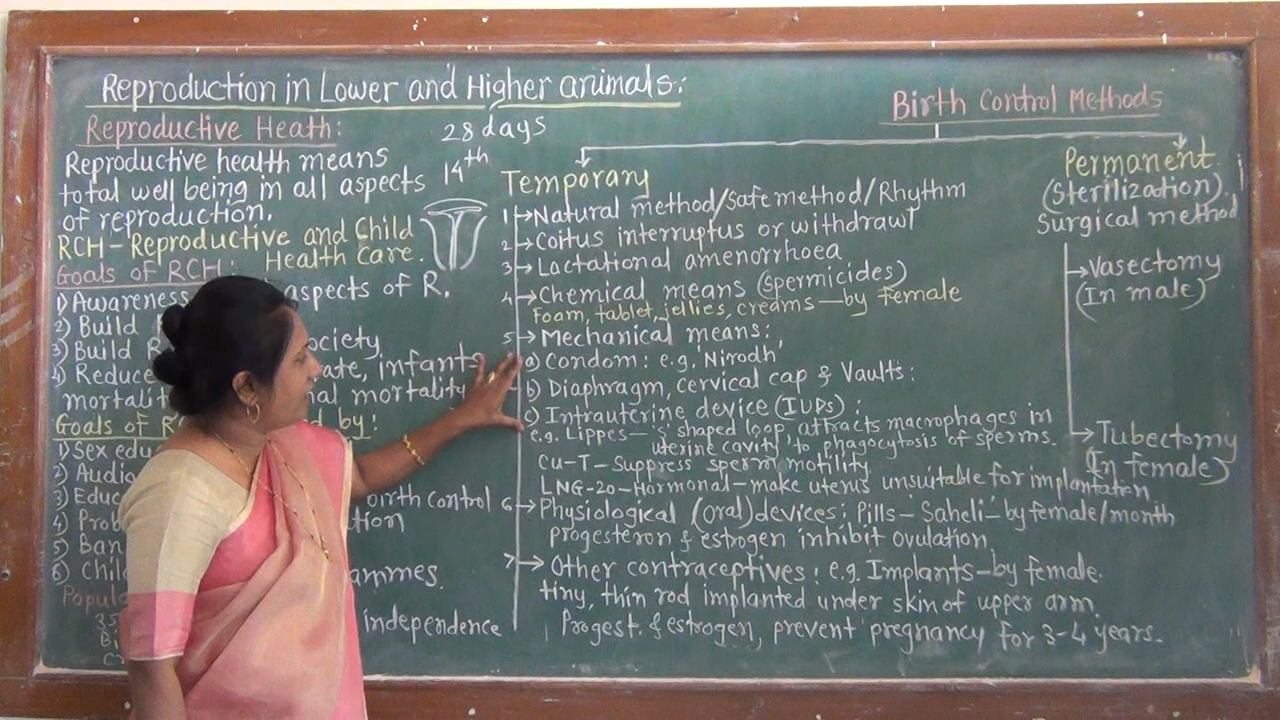 Reproduction in Lower and Higher animals:
Reproductive Heath:
28 days
14th
Reproductive health means
total well being in all aspects
of reproduction.
RCH - Reproductive and Child
Health Care.
Goals of RCH:
1) Awareness aspects of R.
2) Build
3) Build ociety
4) Reduce ate, infant
mortali al mortality
Goals of R d by:
1) Sex edu
2) Audio
3) Educ birth control
4) Prob tion
5) Ban
6) Child ammes.
Popula
35
independence
Birth Control Methods
Temporary
1 → Natural method/Safe method/Rhythm
2 → Coitus interruptus or withdrawl
3 → Lactational amenorrhoea
4 → Chemical means (spermicides)
Foam, tablet, jellies, creams — by female
5 → Mechanical means:
a) Condom: e.g. 'Nirodh'
b) Diaphragm, cervical cap & Vaults:
c) Intrauterine device (IUDs):
e.g. Lippes — 's' shaped loop attracts macrophages in
uterine cavity to phagocytosis of sperms.
Cu-T - Suppress sperm motility
LNG-20 - Hormonal - make uterus unsuitable for implantation
6 → Physiological (oral) devices: Pills - Saheli - by female/month
progesteron & estrogen inhibit ovulation
7 → Other contraceptives: e.g. Implants - by female.
tiny, thin rod implanted under skin of upper arm.
Progest. & estrogen, prevent pregnancy for 3-4 years.
Permanent
(Sterilization)
Surgical method
→ Vasectomy
(In male)
→ Tubectomy
(In female)